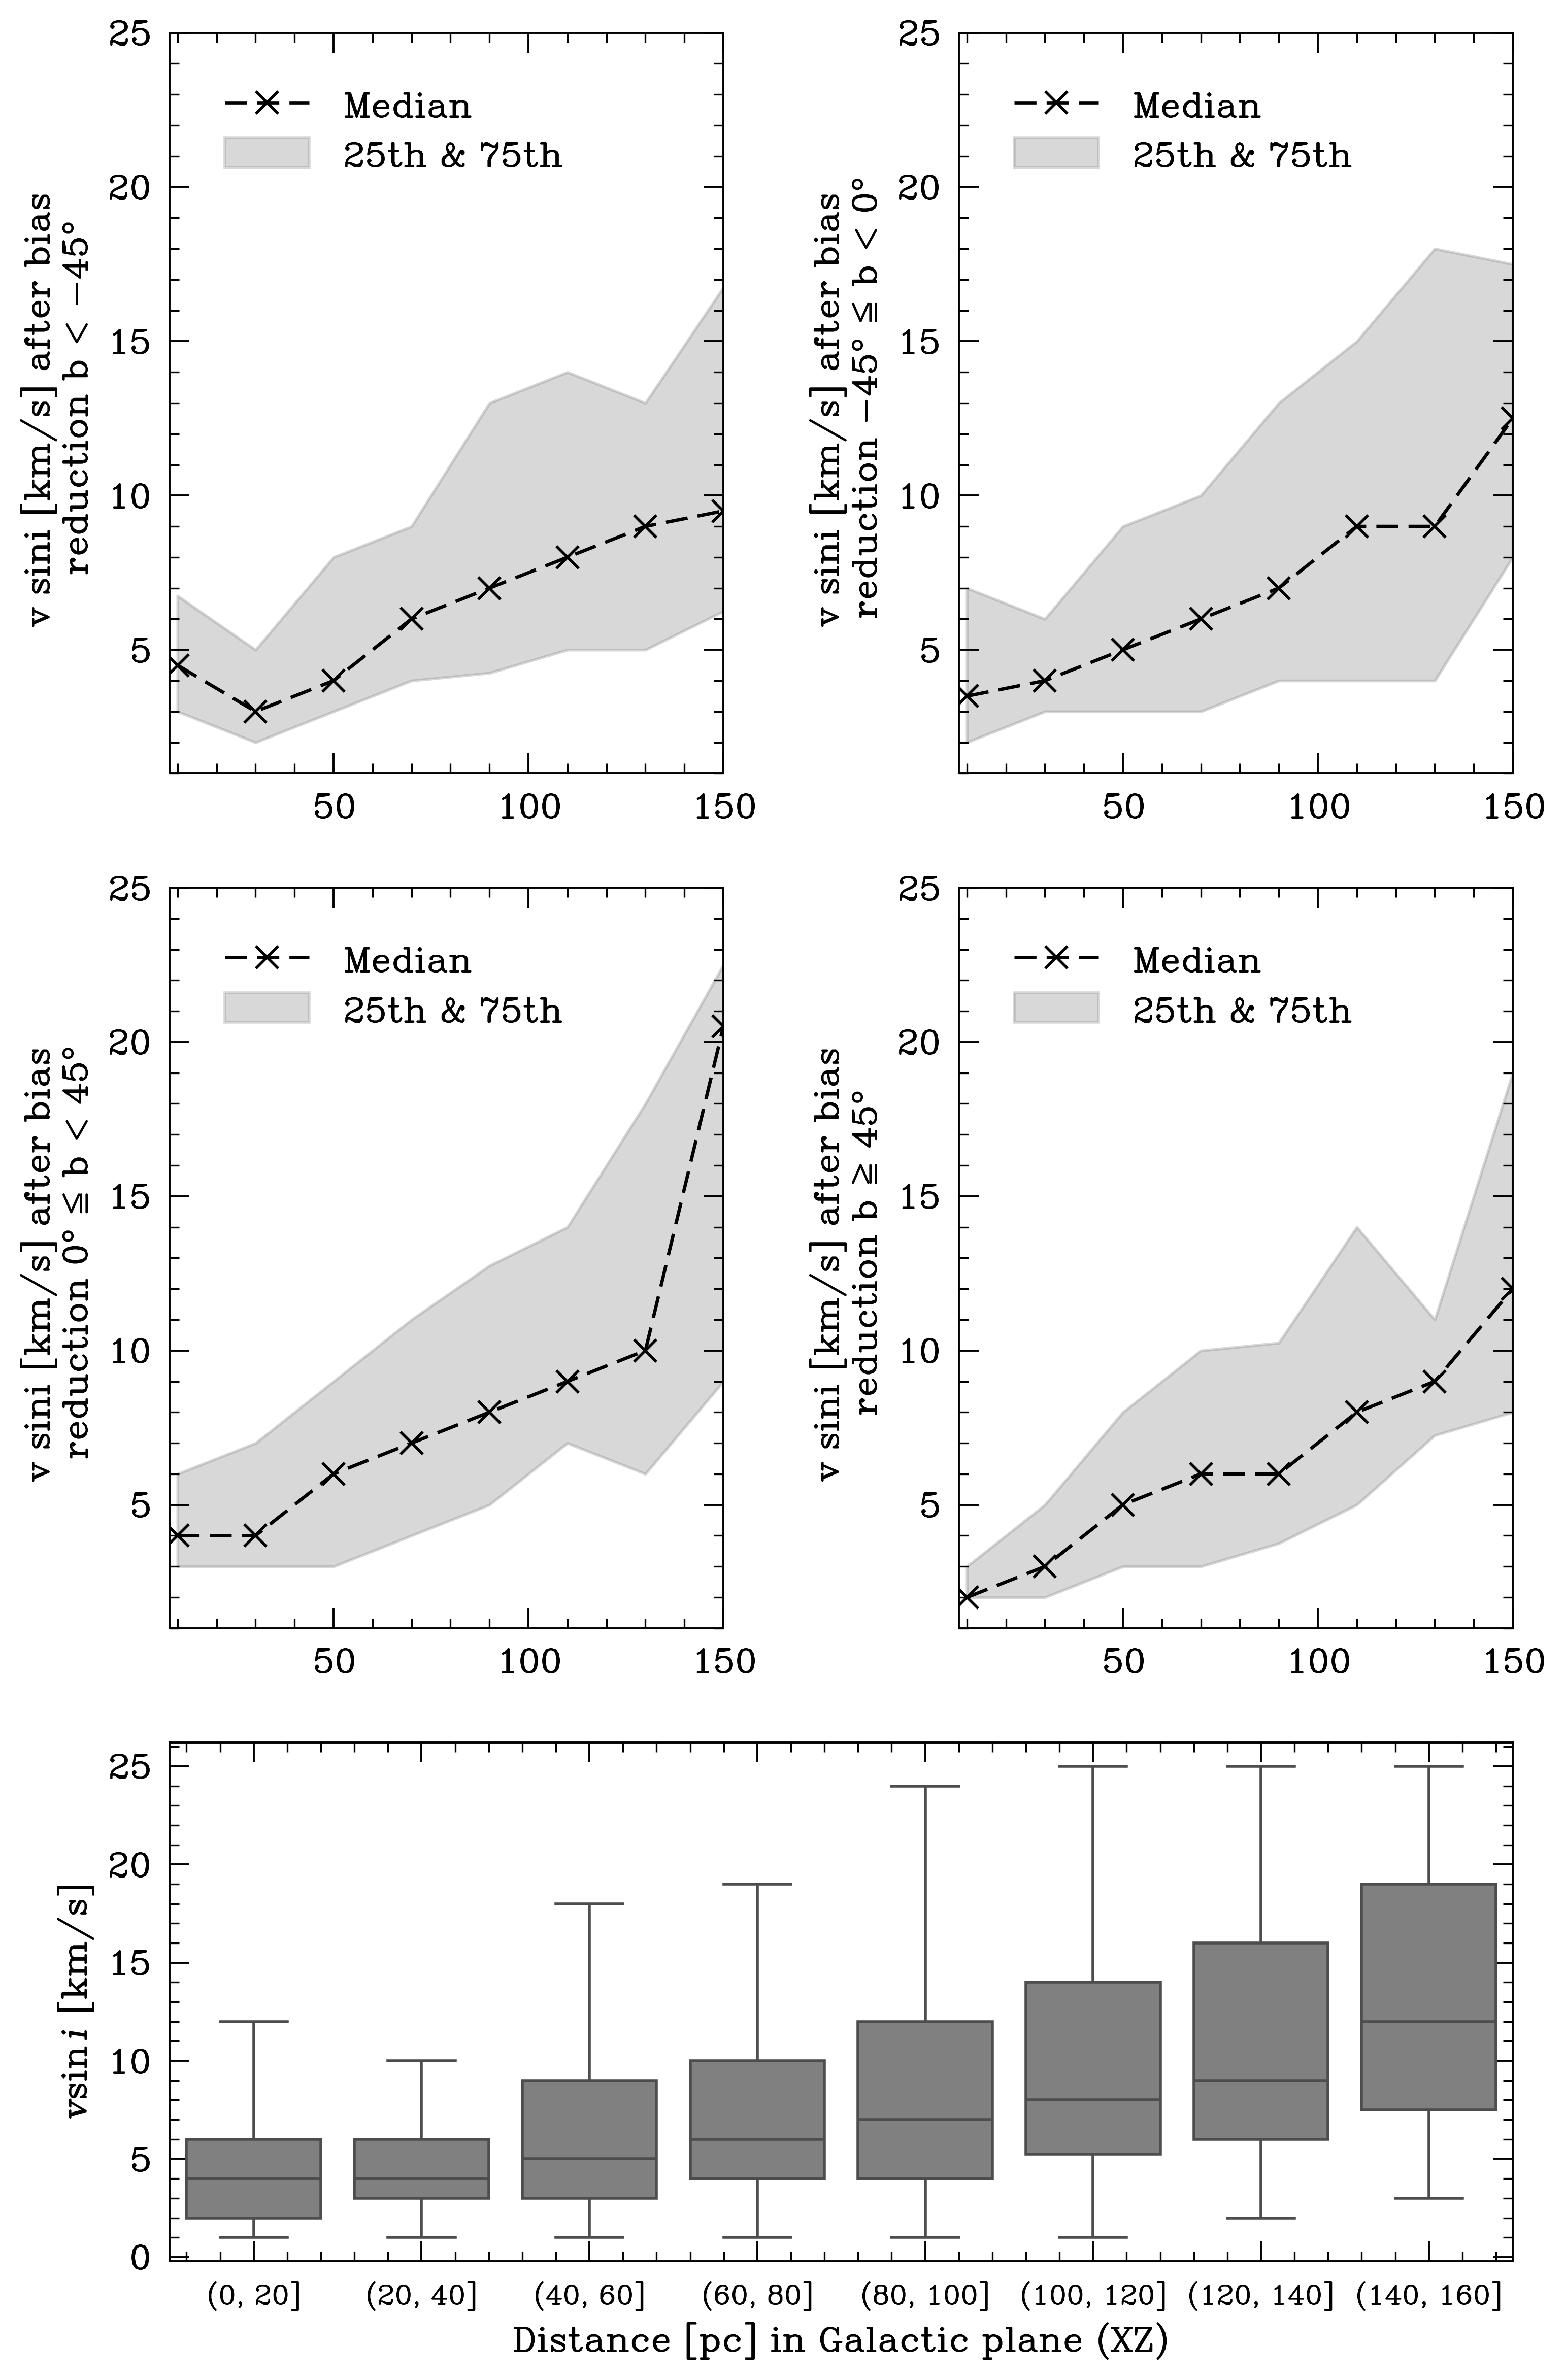 25
20
15
10
5
v sini [km/s] after bias
reduction b < −45°
Median
25th & 75th
50
100
150
25
20
15
10
5
v sini [km/s] after bias
reduction −45° ≤ b < 0°
Median
25th & 75th
50
100
150
25
20
15
10
5
v sini [km/s] after bias
reduction 0° ≤ b < 45°
Median
25th & 75th
50
100
150
25
20
15
10
5
v sini [km/s] after bias
reduction b ≥ 45°
Median
25th & 75th
50
100
150
25
20
15
10
5
0
vsin i [km/s]
(0, 20]
(20, 40]
(40, 60]
(60, 80]
(80, 100]
(100, 120]
(120, 140]
(140, 160]
Distance [pc] in Galactic plane (XZ)